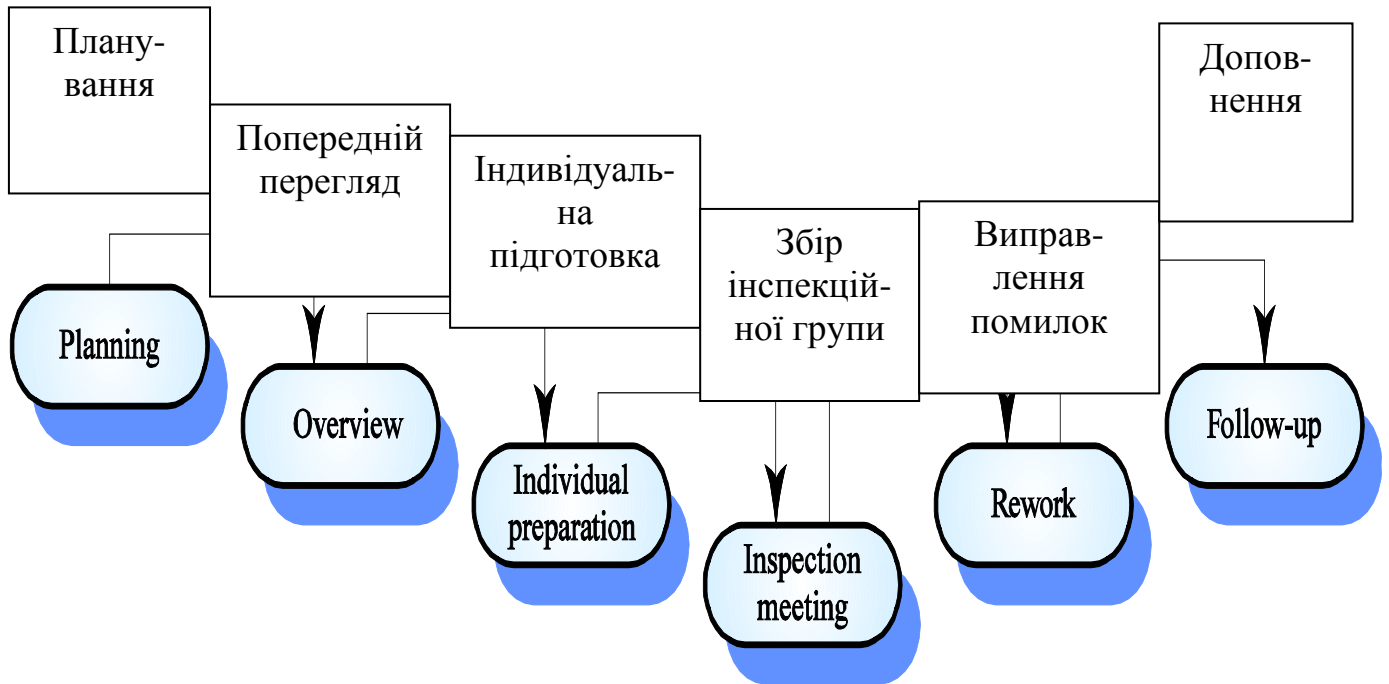 Плану-
вання
Попередній
перегляд
Індивідуаль-
на
підготовка
Збір
інспекцій-
ної групи
Виправ-
лення
помилок
Допов-
нення
Planning
Overview
Individual
preparation
Inspection
meeting
Rework
Follow-up